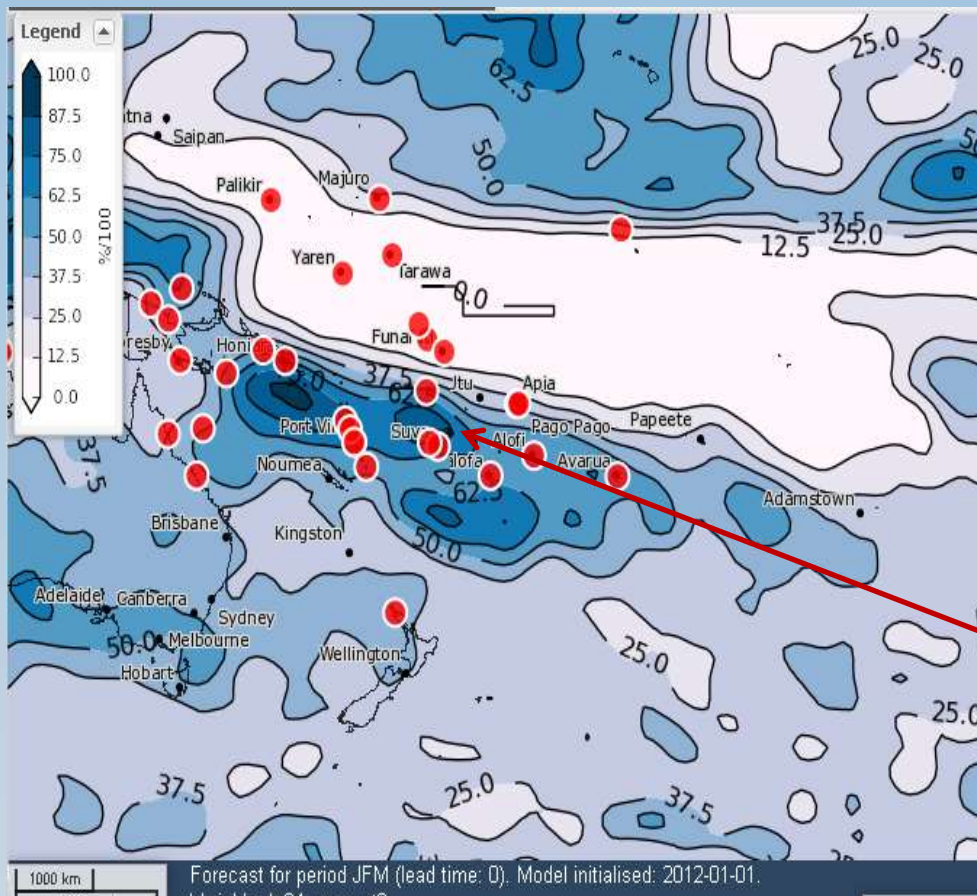 Legend
100.0
87.5
75.0
62.5
50.0
37.5
25.0
12.5
0.0
%/100
Saipan
Palikir
Majuro
Yaren
Tarawa
Apia
Port Vil
Pago Pago
Papeete
Alofi
Noumea
Avarua
Adamstown
Kingston
Brisbane
Adelaide
Canberra
Sydney
Melbourne
Hobart
Wellington
25.0
25.0
62.5
50.0
37.5
25.0
12.5
0.0
37.5
37.5
62.5
50.0
50.0
25.0
25.0
37.5
25.0
37.5
1000 km
Forecast for period JFM (lead time: 0). Model initialised: 2012-01-01.